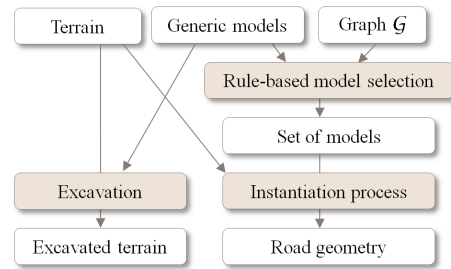 Terrain
Generic models
Graph 𝒢
Rule-based model selection
Set of models
Excavation
Instantiation process
Excavated terrain
Road geometry